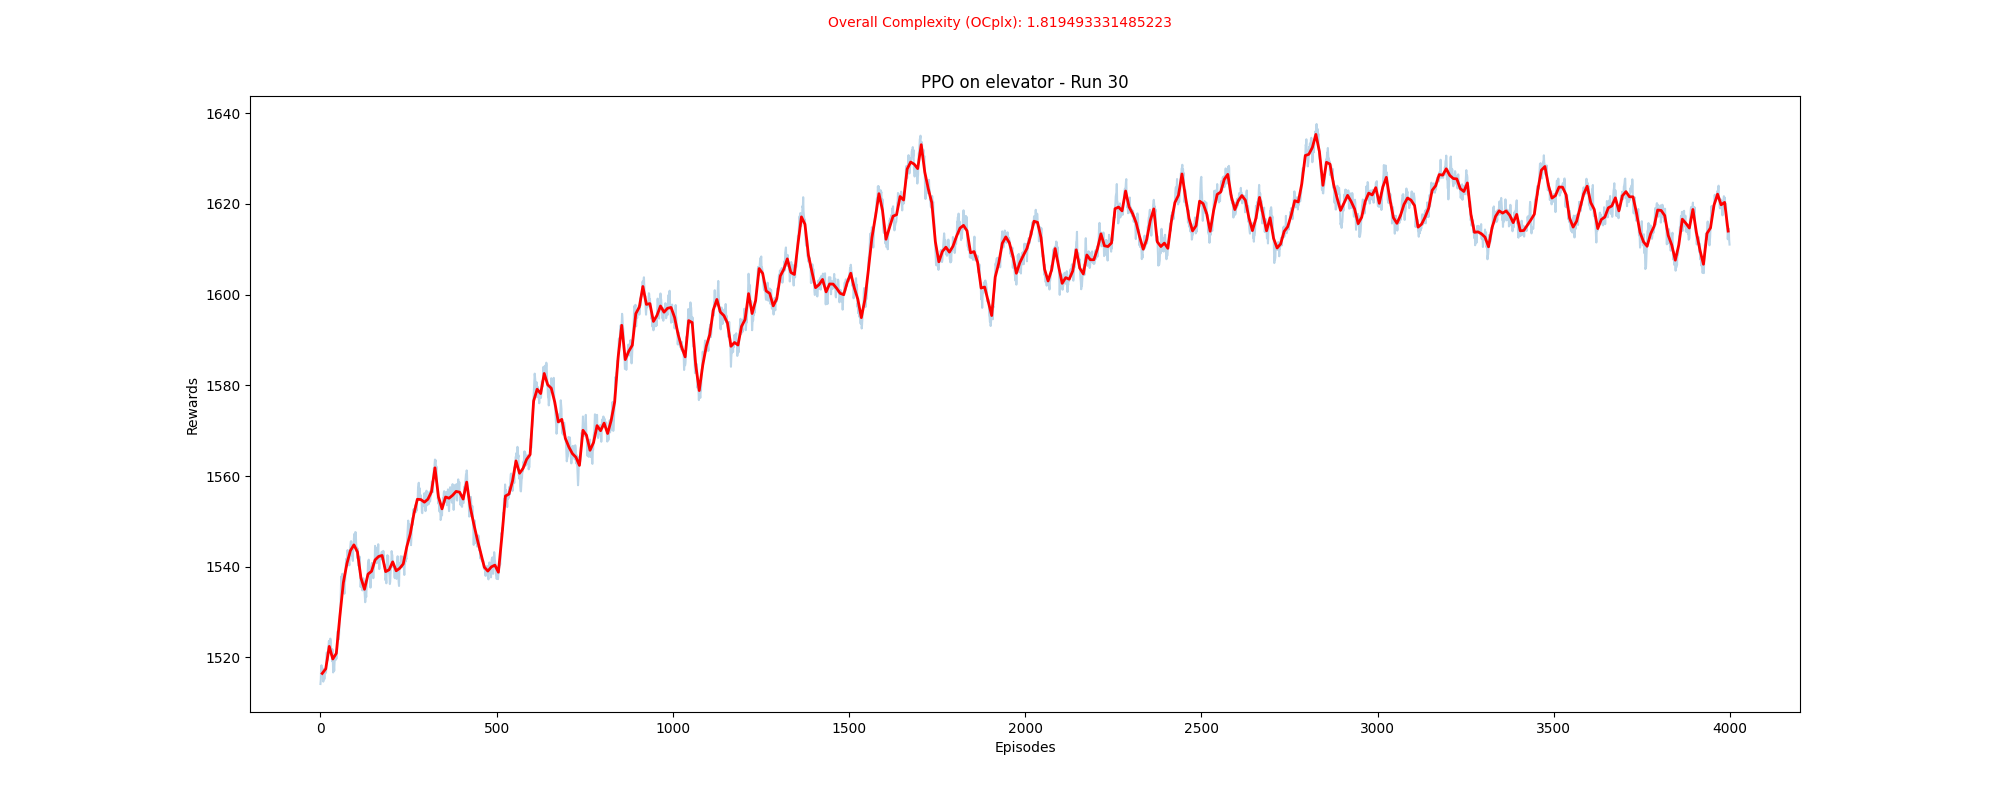 Overall Complexity (OCplx): 1.819493331485223
PPO on elevator - Run 30
1640
1620
1600
1580
1560
1540
1520
Rewards
0 500 1000 1500 2000 2500 3000 3500 4000
Episodes